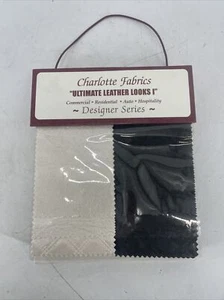 Charlotte Fabrics
"ULTIMATE LEATHER LOOKS I"
Commercial • Residential • Auto • Hospitality
~ Designer Series ~